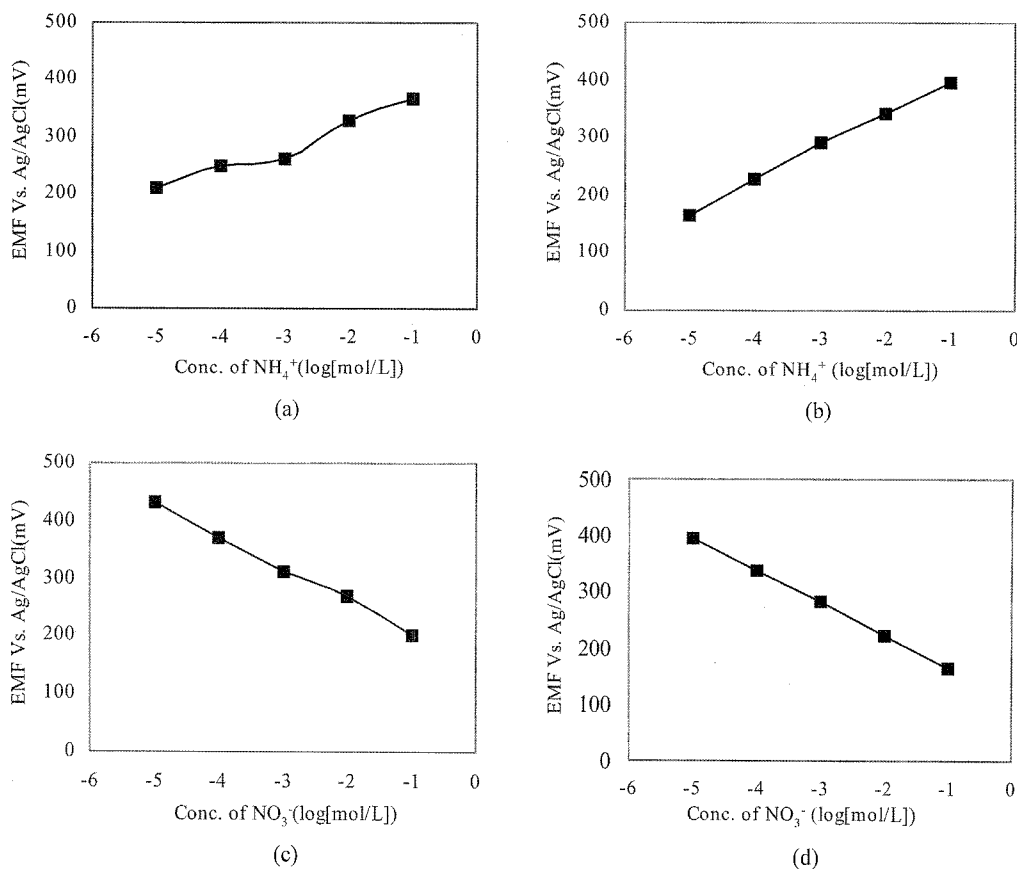 500
400
300
200
100
0
EMF Vs. Ag/AgCl(mV)
-6 -5 -4 -3 -2 -1 0
Conc. of NH₄⁺(log[mol/L])
(a)
500
400
300
200
100
0
EMF Vs. Ag/AgCl(mV)
-6 -5 -4 -3 -2 -1 0
Conc. of NH₄⁺ (log[mol/L])
(b)
500
400
300
200
100
0
EMF Vs. Ag/AgCl(mV)
-6 -5 -4 -3 -2 -1 0
Conc. of NO₃⁻(log[mol/L])
(c)
500
400
300
200
100
0
EMF Vs. Ag/AgCl(mV)
-6 -5 -4 -3 -2 -1 0
Conc. of NO₃⁻ (log[mol/L])
(d)